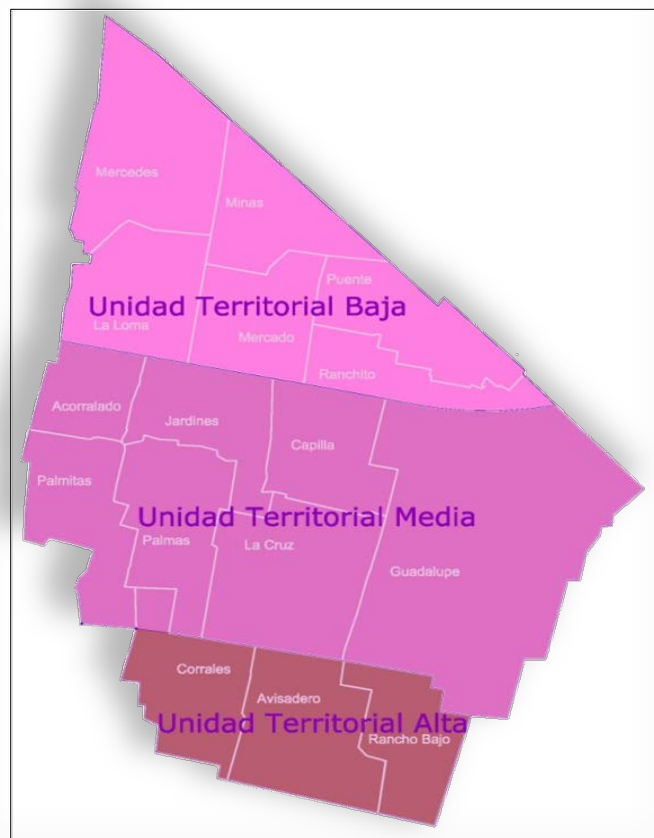 Mercedes
Minas
Puente
Unidad Territorial Baja
La Loma
Mercado
Ranchito
Acorralado
Jardines
Capilla
Palmitas
Unidad Territorial Media
Palmas
La Cruz
Guadalupe
Corrales
Avisadero
Unidad Territorial Alta
Rancho Bajo